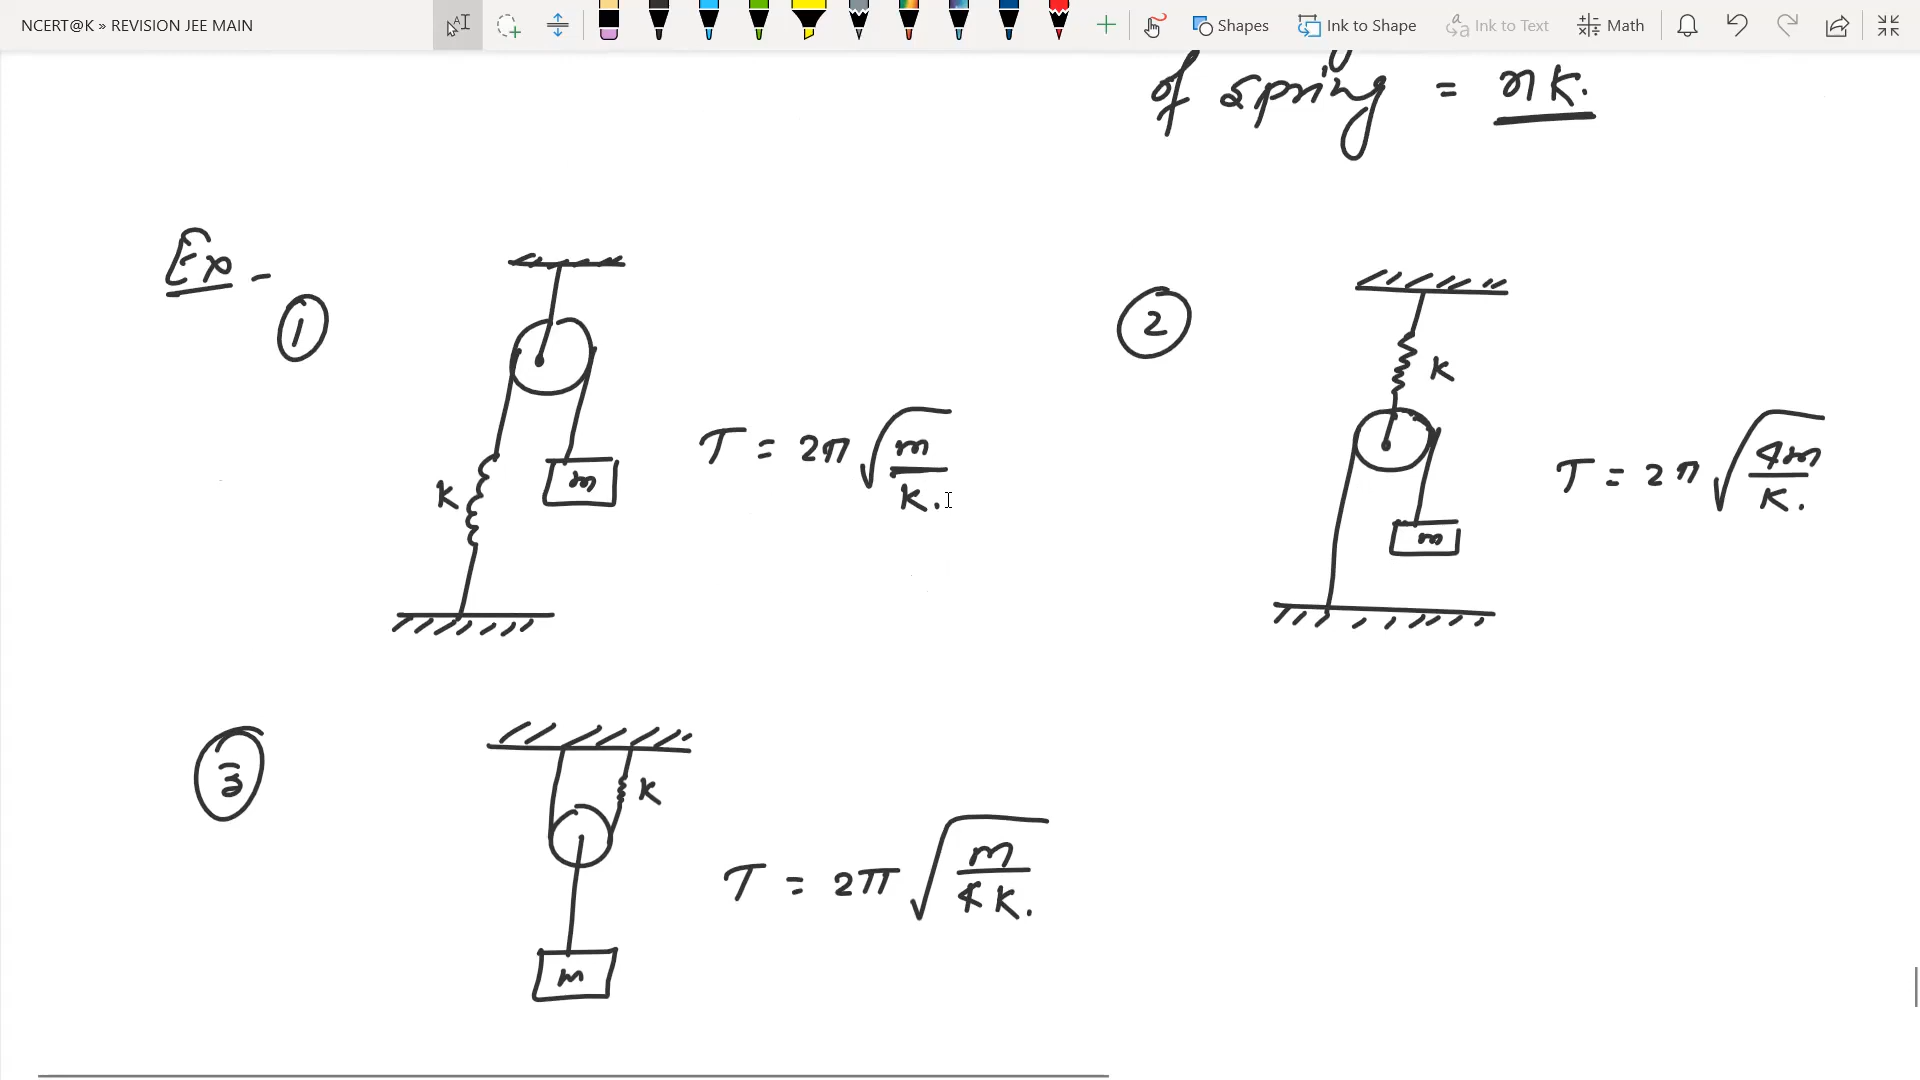 NCERT@K » REVISION JEE MAIN
Shapes
Ink to Shape
Ink to Text
Math
of spring = nK.
Ex -
1
K
m
T = 2π √(m/K.)
2
K
m
T = 2π √(4m/K.)
3
K
m
T = 2π √(m/4K.)